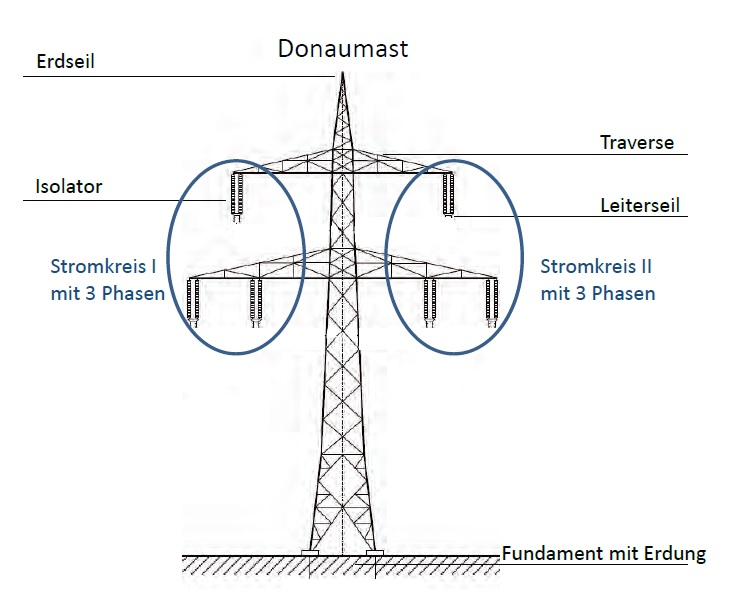 Donaumast
Erdseil
Traverse
Isolator
Leiterseil
Stromkreis I
mit 3 Phasen
Stromkreis II
mit 3 Phasen
Fundament mit Erdung